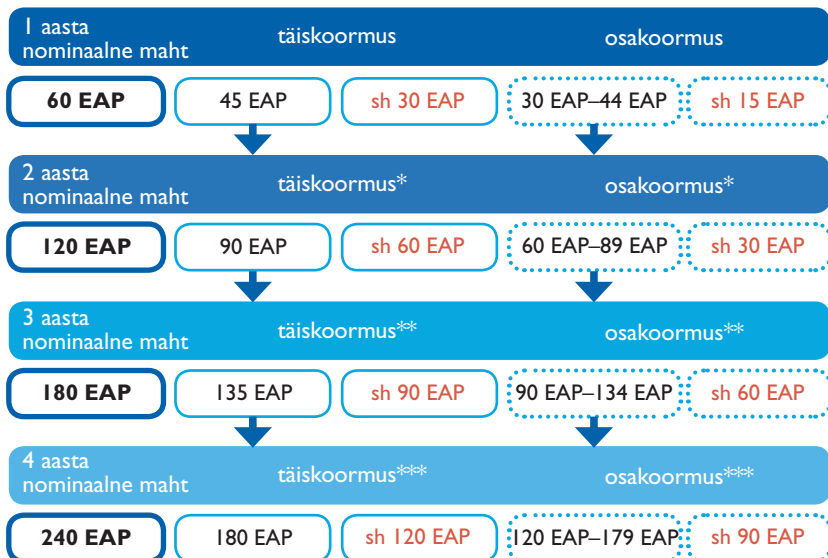 1 aasta
nominaalne maht täiskoormus osakoormus
60 EAP 45 EAP sh 30 EAP 30 EAP–44 EAP sh 15 EAP
2 aasta
nominaalne maht täiskoormus* osakoormus*
120 EAP 90 EAP sh 60 EAP 60 EAP–89 EAP sh 30 EAP
3 aasta
nominaalne maht täiskoormus** osakoormus**
180 EAP 135 EAP sh 90 EAP 90 EAP–134 EAP sh 60 EAP
4 aasta
nominaalne maht täiskoormus*** osakoormus***
240 EAP 180 EAP sh 120 EAP 120 EAP–179 EAP sh 90 EAP